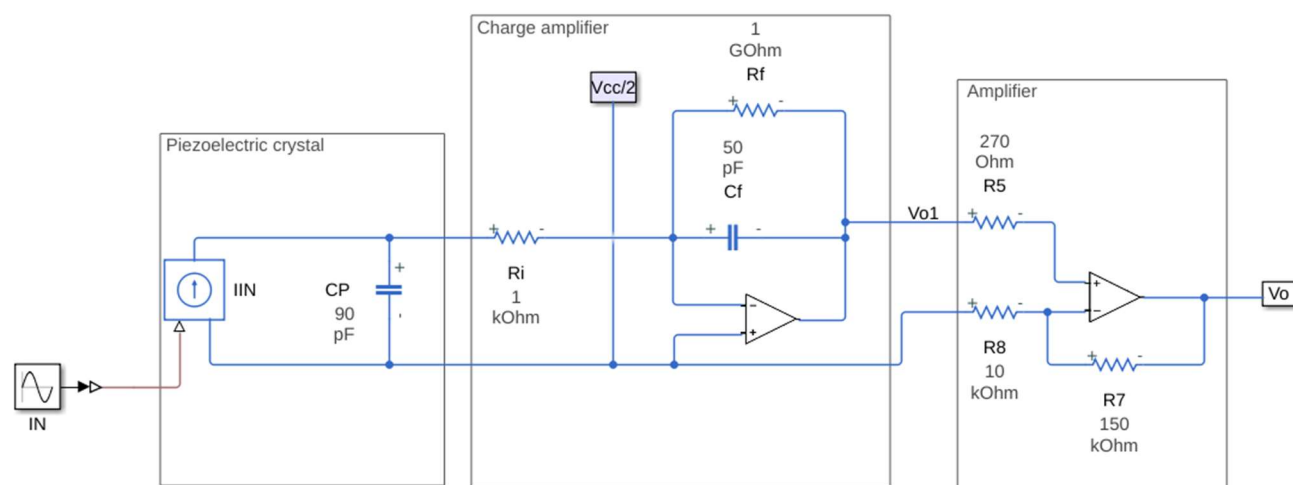 Charge amplifier
1
GOhm
Rf
Vcc/2
Amplifier
Piezoelectric crystal
50
pF
Cf
270
Ohm
R5
Vo1
IIN
CP
90
pF
Ri
1
kOhm
Vo
R8
10
kOhm
R7
150
kOhm
IN